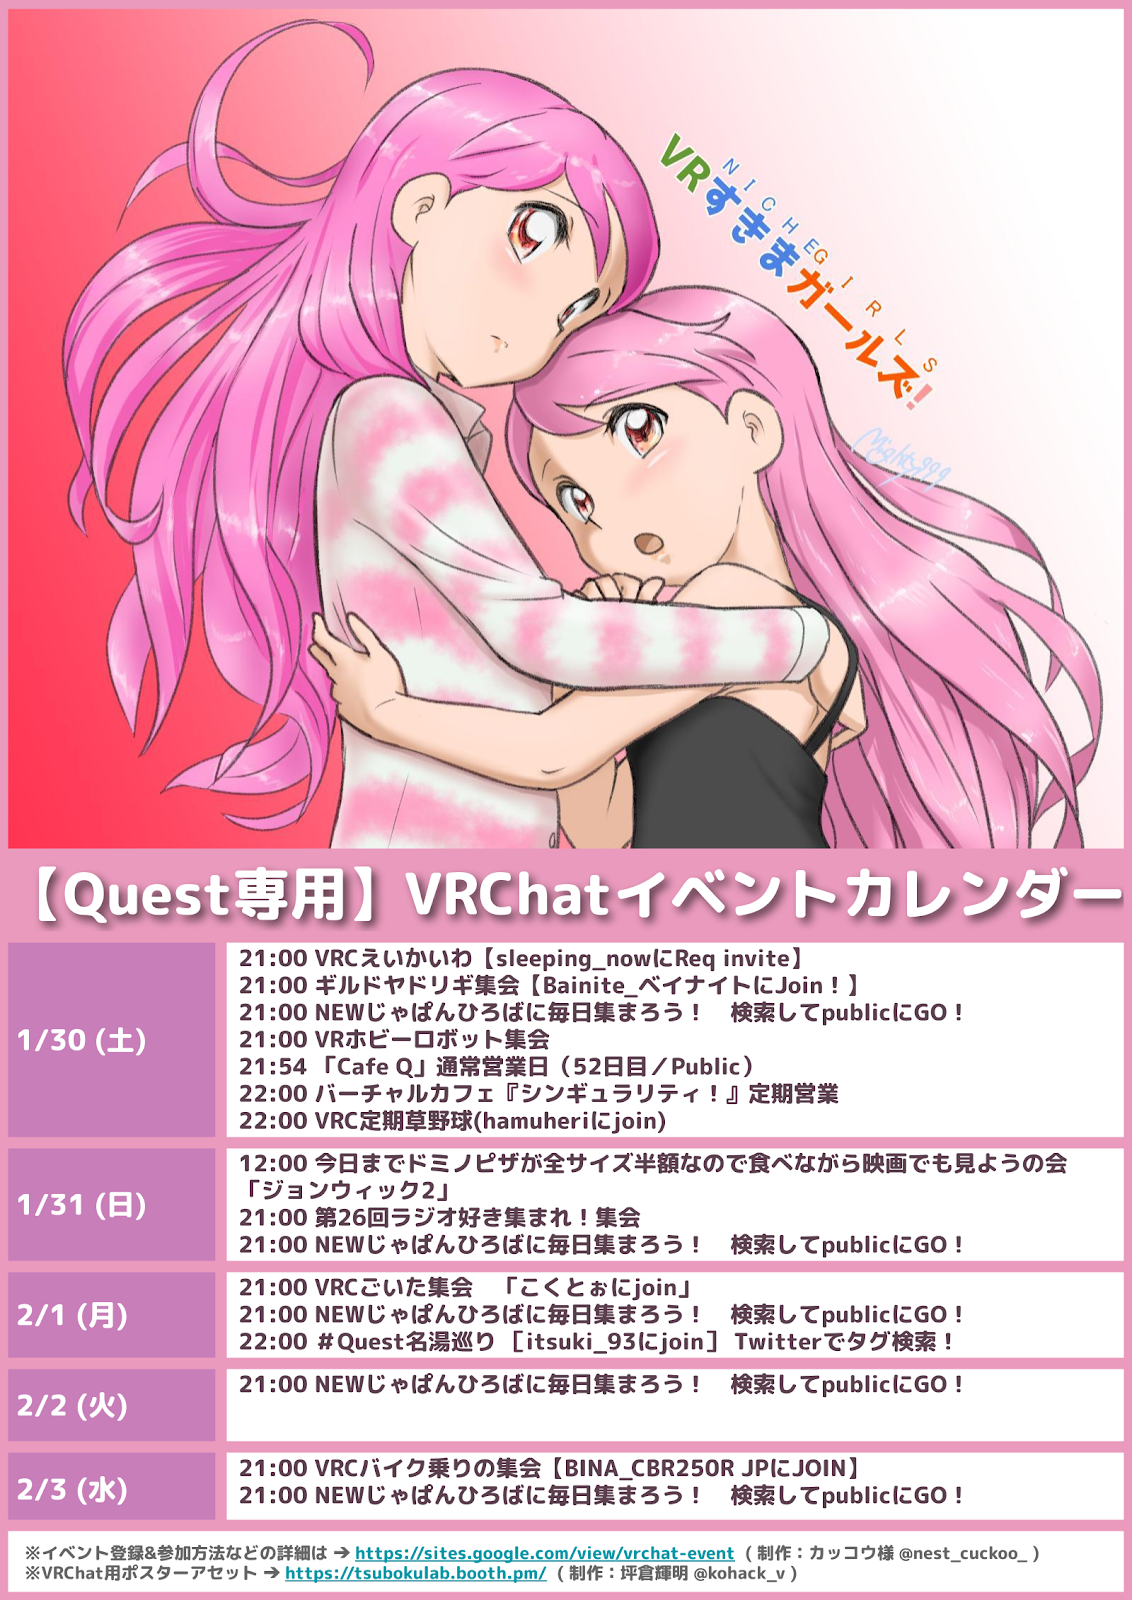 NICHE GIRLS
VRすきまガールズ!
Mighty999
【Quest専用】VRChatイベントカレンダー
1/30 (土)
21:00 VRCえいかいわ【sleeping_nowにReq invite】
21:00 ギルドヤドリギ集会【Bainite_ベイナイトにJoin！】
21:00 NEWじゃぱんひろばに毎日集まろう！　検索してpublicにGO！
21:00 VRホビーロボット集会
21:54 「Cafe Q」通常営業日（52日目／Public）
22:00 バーチャルカフェ『シンギュラリティ！』定期営業
22:00 VRC定期草野球(hamuheriにjoin)
1/31 (日)
12:00 今日までドミノピザが全サイズ半額なので食べながら映画でも見ようの会
「ジョンウィック2」
21:00 第26回ラジオ好き集まれ！集会
21:00 NEWじゃぱんひろばに毎日集まろう！　検索してpublicにGO！
2/1 (月)
21:00 VRCごいた集会　「こくとぉにjoin」
21:00 NEWじゃぱんひろばに毎日集まろう！　検索してpublicにGO！
22:00 ＃Quest名湯巡り ［itsuki_93にjoin］ Twitterでタグ検索！
2/2 (火)
21:00 NEWじゃぱんひろばに毎日集まろう！　検索してpublicにGO！
2/3 (水)
21:00 VRCバイク乗りの集会【BINA_CBR250R JPにJOIN】
21:00 NEWじゃぱんひろばに毎日集まろう！　検索してpublicにGO！
※イベント登録&参加方法などの詳細は → https://sites.google.com/view/vrchat-event （制作：カッコウ様 @nest_cuckoo_ ）
※VRChat用ポスターアセット → https://tsubokulab.booth.pm/ （制作：坪倉輝明 @kohack_v ）